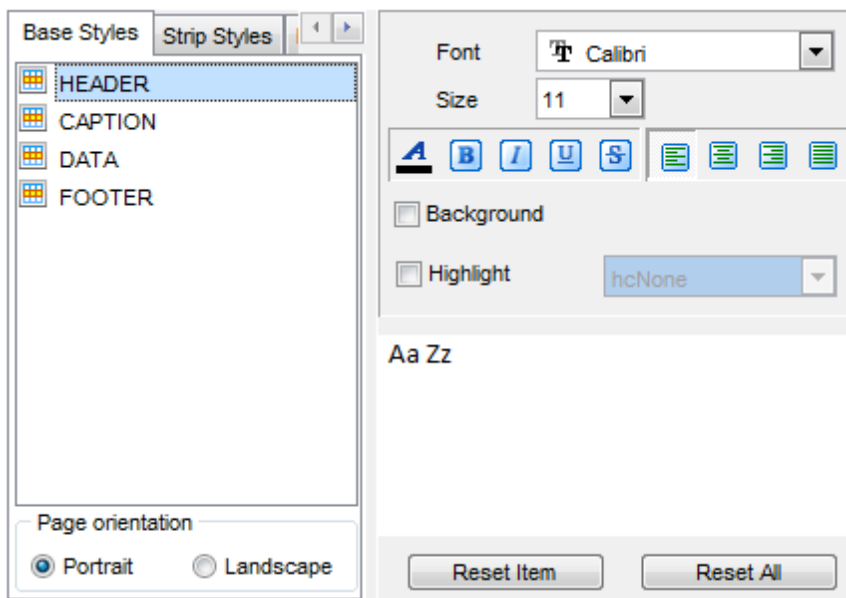 Base Styles
Strip Styles
HEADER
CAPTION
DATA
FOOTER
Page orientation
Portrait
Landscape
Font
Calibri
Size
11
A
B
I
U
S
Background
Highlight
hcNone
Aa Zz
Reset Item
Reset All